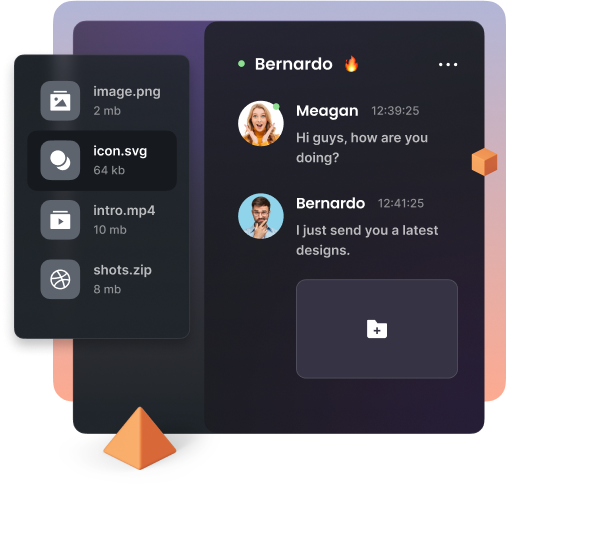 image.png
2 mb
icon.svg
64 kb
intro.mp4
10 mb
shots.zip
8 mb
Bernardo 🔥
Meagan 12:39:25
Hi guys, how are you
doing?
Bernardo 12:41:25
I just send you a latest
designs.